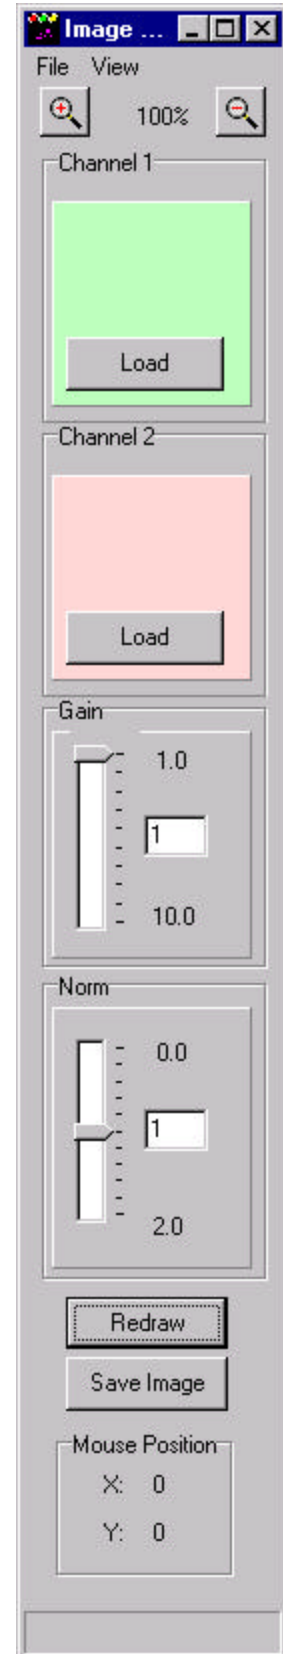 Image ...
File View
100%
Channel 1
Load
Channel 2
Load
Gain
1.0
1
10.0
Norm
0.0
1
2.0
Redraw
Save Image
Mouse Position
X: 0
Y: 0